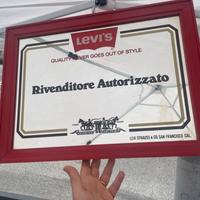 LEVI'S
QUALITY NEVER GOES OUT OF STYLE
Rivenditore Autorizzato
LEVI STRAUSS & CO. SAN FRANCISCO CAL.